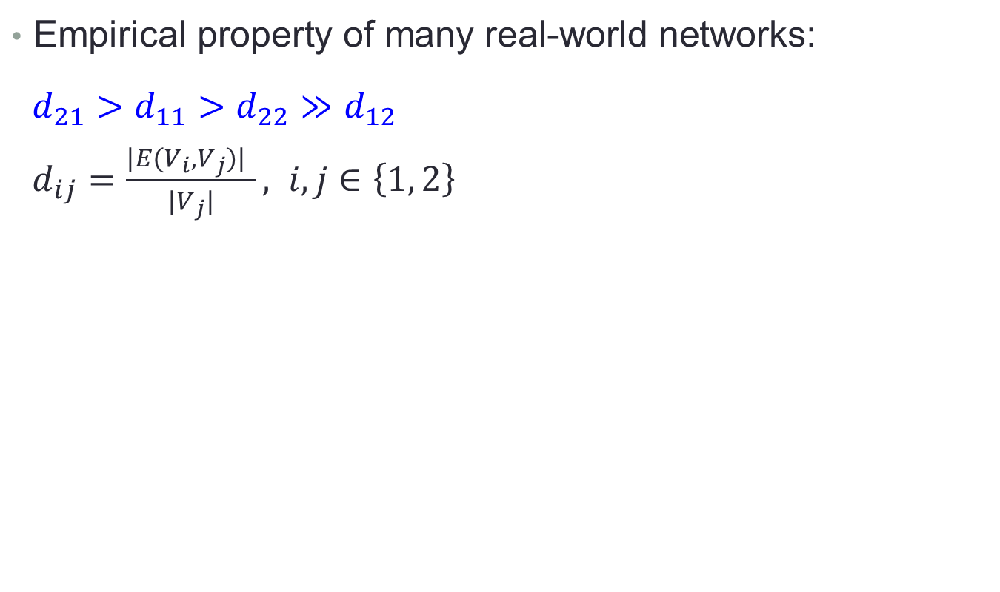 • Empirical property of many real-world networks:
d₂₁ > d₁₁ > d₂₂ ≫ d₁₂
dᵢⱼ = |E(Vᵢ,Vⱼ)| / |Vⱼ| , i, j ∈ {1, 2}